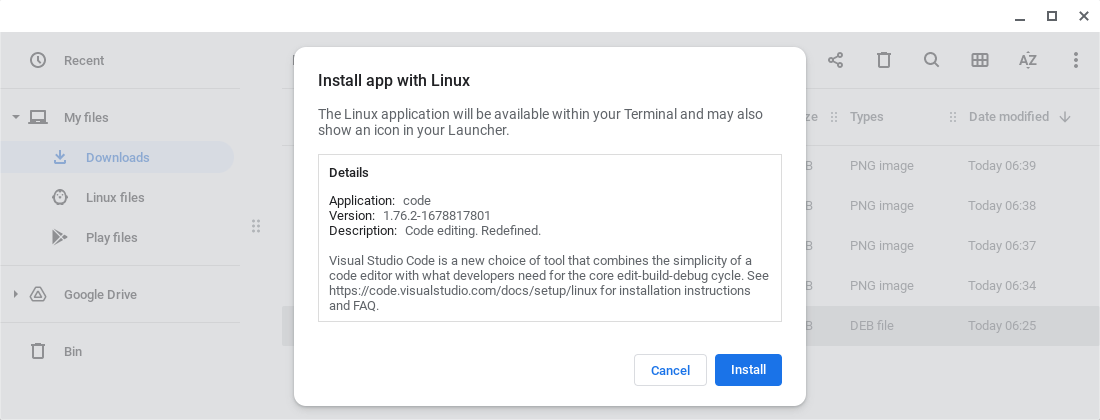 Recent
My files
Downloads
Linux files
Play files
Google Drive
Bin
Install app with Linux
The Linux application will be available within your Terminal and may also
show an icon in your Launcher.
Details
Application: code
Version: 1.76.2-1678817801
Description: Code editing. Redefined.
Visual Studio Code is a new choice of tool that combines the simplicity of a
code editor with what developers need for the core edit-build-debug cycle. See
https://code.visualstudio.com/docs/setup/linux for installation instructions
and FAQ.
Cancel Install
AZ
ze Types Date modified
B PNG image Today 06:39
B PNG image Today 06:38
B PNG image Today 06:37
B PNG image Today 06:34
B DEB file Today 06:25